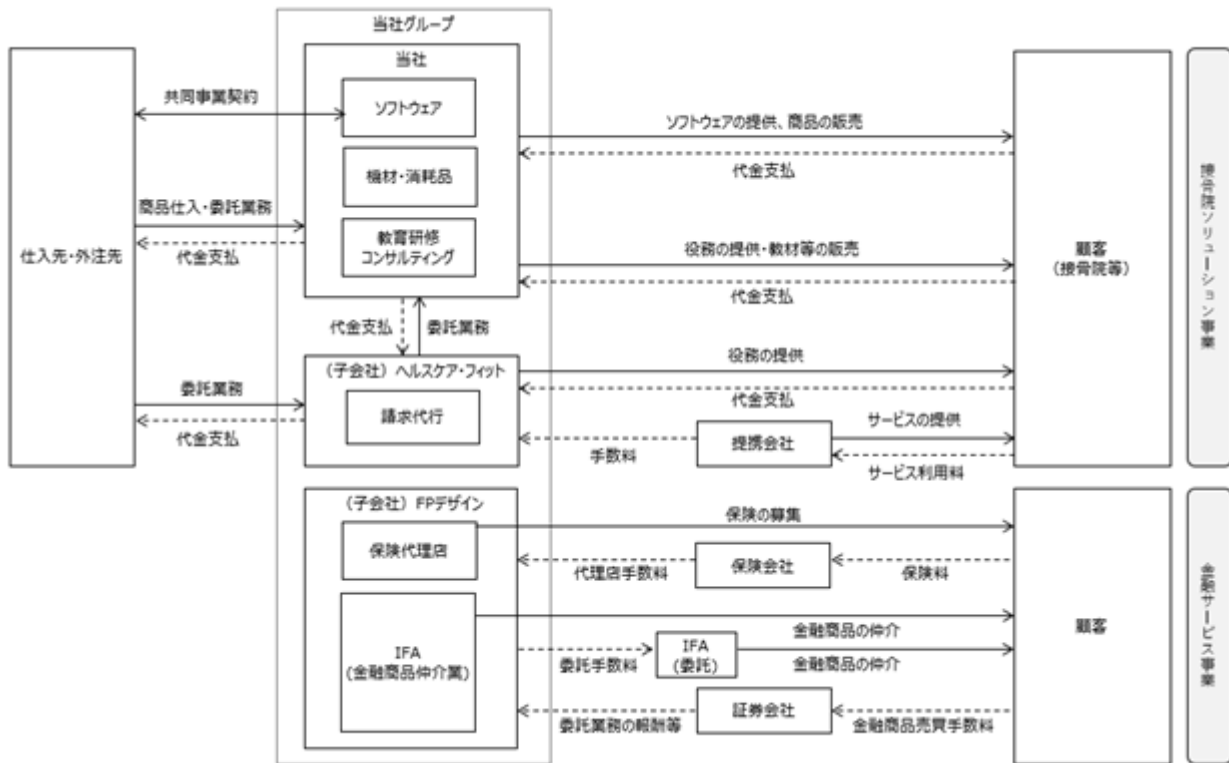 当社グループ
当社
ソフトウェア
機材・消耗品
教育研修
コンサルティング
共同事業契約
商品仕入・委託業務
代金支払
仕入先・外注先
ソフトウェアの提供、商品の販売
代金支払
役務の提供・教材等の販売
代金支払
顧客
(接骨院等)
接骨院ソリューション事業
代金支払
委託業務
(子会社) ヘルスケア・フィット
請求代行
委託業務
代金支払
役務の提供
代金支払
手数料
提携会社
サービスの提供
サービス利用料
(子会社) FPデザイン
保険代理店
保険の募集
代理店手数料
保険会社
保険料
IFA
(金融商品仲介業)
金融商品の仲介
委託手数料
IFA
(委託)
金融商品の仲介
委託業務の報酬等
証券会社
金融商品売買手数料
顧客
金融サービス事業